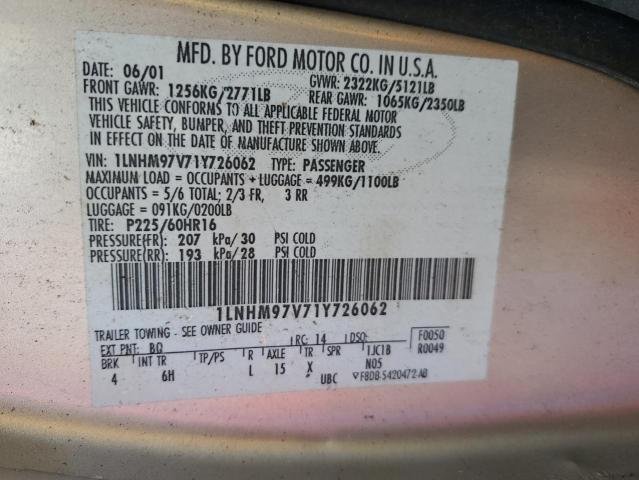 MFD. BY FORD MOTOR CO. IN U.S.A.
DATE: 06/01 GVWR: 2322KG/5121LB
FRONT GAWR: 1256KG/2771LB REAR GAWR: 1065KG/2350LB
THIS VEHICLE CONFORMS TO ALL APPLICABLE FEDERAL MOTOR
VEHICLE SAFETY, BUMPER, AND THEFT PREVENTION STANDARDS
IN EFFECT ON THE DATE OF MANUFACTURE SHOWN ABOVE.
VIN: 1LNHM97V71Y726062 TYPE: PASSENGER
MAXIMUM LOAD = OCCUPANTS + LUGGAGE = 499KG/1100LB
OCCUPANTS = 5/6 TOTAL; 2/3 FR, 3 RR
LUGGAGE = 091KG/0200LB
TIRE: P225/60HR16
PRESSURE(FR) 207 kPa/ 30 PSI COLD
PRESSURE(RR) 193 kPa/ 28 PSI COLD
1LNHM97V71Y726062
TRAILER TOWING - SEE OWNER GUIDE
EXT PNT: BQ RC: 14 DSO: F0050
BRK INT TR TP/PS R AXLE TR SPR 1JC1B R0049
4 6H L 15 X N05
UBC F8DB-5420472-AB